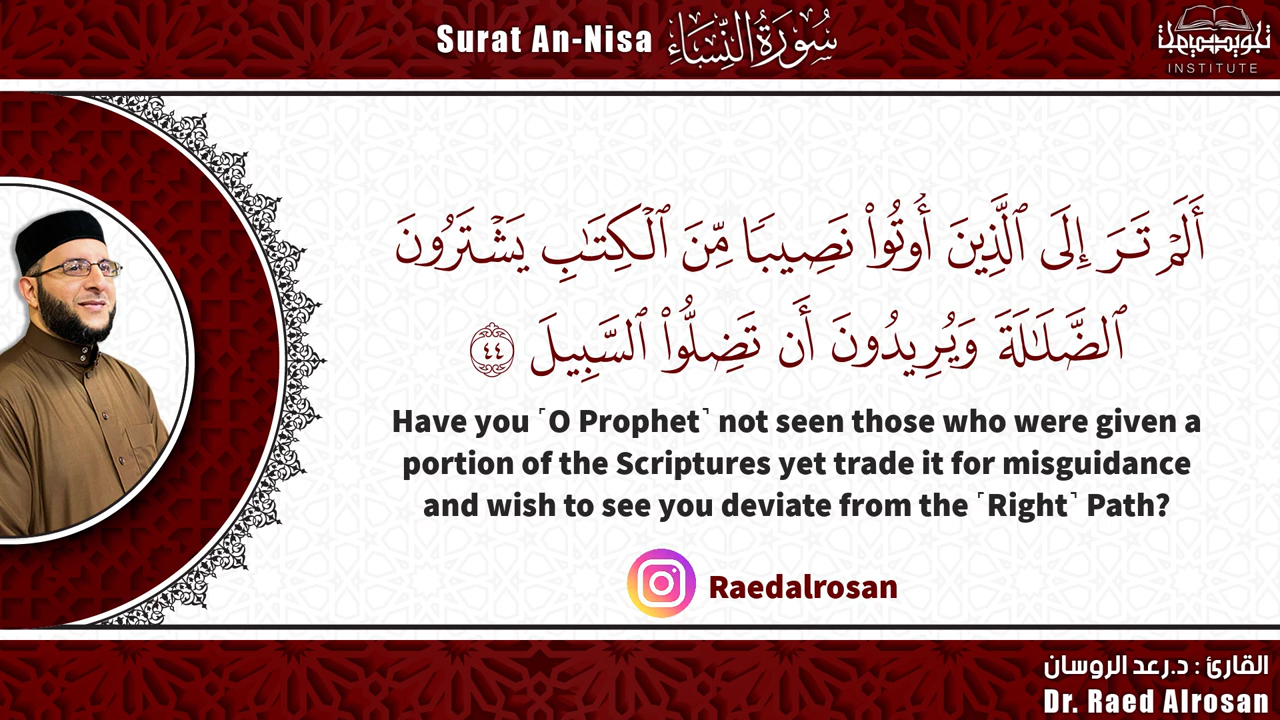 Surat An-Nisa سُورَةُ النِّسَاءِ
INSTITUTE
أَلَمْ تَرَ إِلَى ٱلَّذِينَ أُوتُوا۟ نَصِيبًا مِّنَ ٱلْكِتَـٰبِ يَشْتَرُونَ
ٱلضَّلَـٰلَةَ وَيُرِيدُونَ أَن تَضِلُّوا۟ ٱلسَّبِيلَ ٤٤
Have you ˹O Prophet˺ not seen those who were given a
portion of the Scriptures yet trade it for misguidance
and wish to see you deviate from the ˹Right˺ Path?
Raedalrosan
القارئ : د.رعد الروسان
Dr. Raed Alrosan